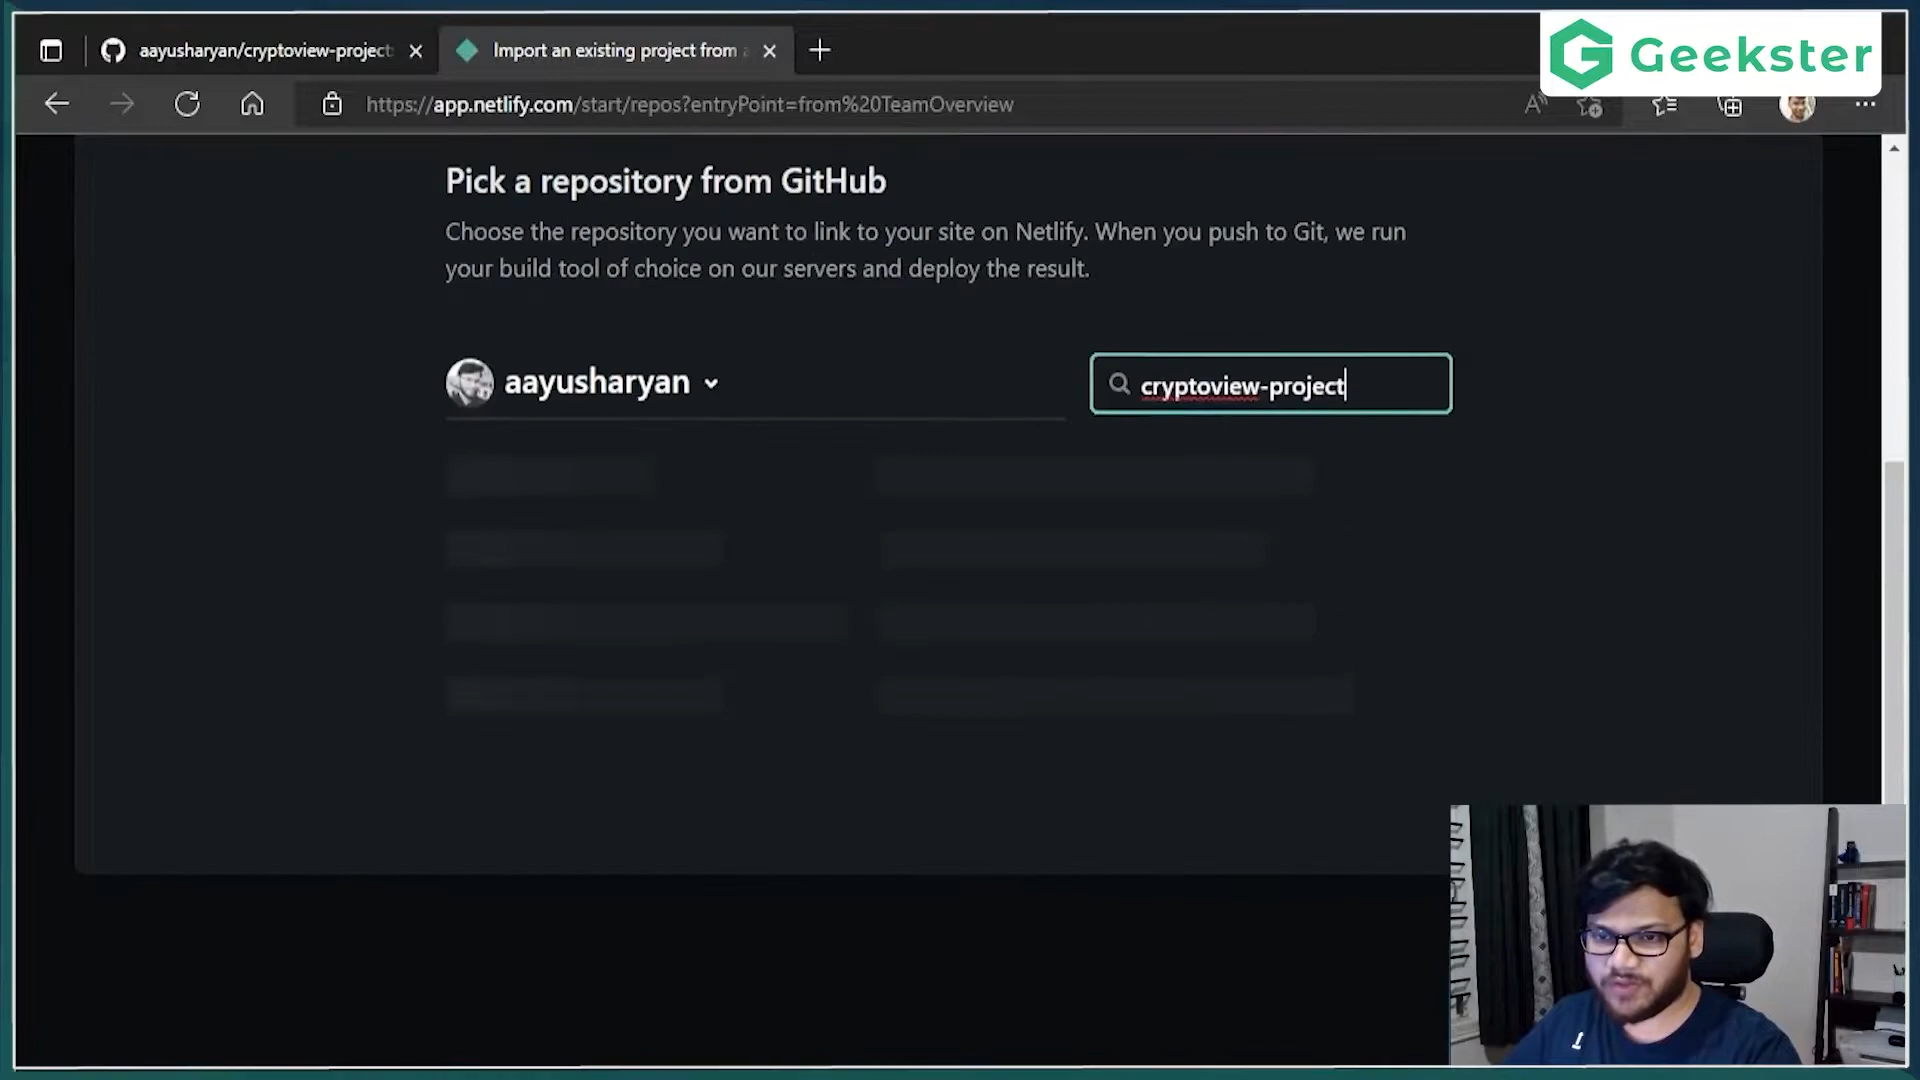 aayusharyan/cryptoview-project
Import an existing project from
Geekster
https://app.netlify.com/start/repos?entryPoint=from%20TeamOverview
Pick a repository from GitHub
Choose the repository you want to link to your site on Netlify. When you push to Git, we run
your build tool of choice on our servers and deploy the result.
aayusharyan
cryptoview-project